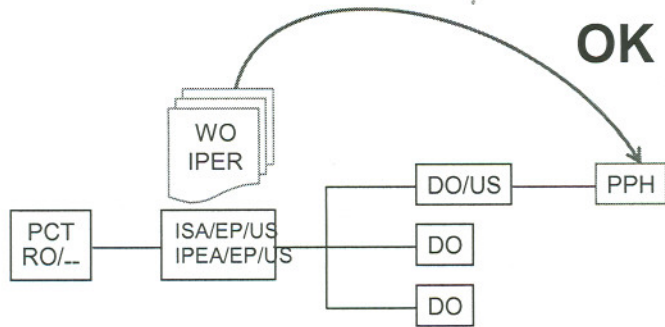 OK
WO
IPER
DO/US
PPH
PCT
RO/--
ISA/EP/US
IPEA/EP/US
DO
DO